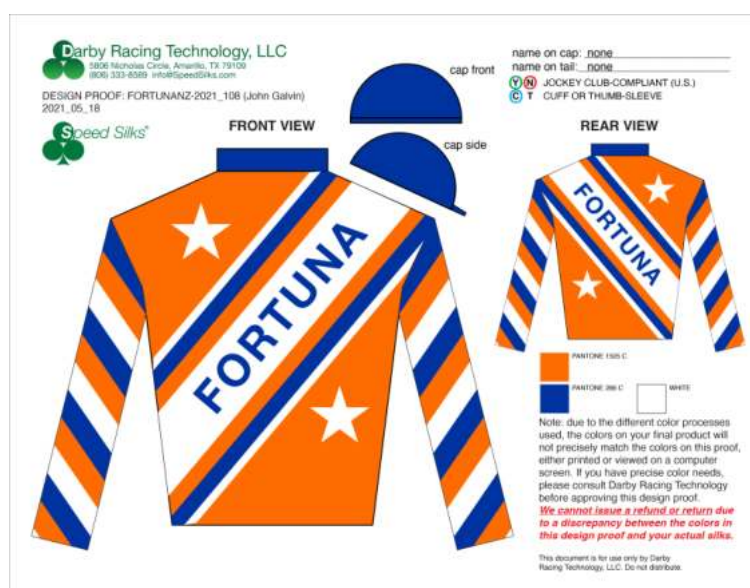 Darby Racing Technology, LLC
5806 Nicholas Circle, Amarillo, TX 79109
(806) 333-8589 info@SpeedSilks.com
DESIGN PROOF: FORTUNANZ-2021_108 (John Galvin)
2021_05_18
Speed Silks®
name on cap: none
name on tail: none
Y N JOCKEY CLUB-COMPLIANT (U.S.)
C T CUFF OR THUMB-SLEEVE
cap front
cap side
FRONT VIEW
REAR VIEW
FORTUNA
FORTUNA
PANTONE 1505 C
PANTONE 286 C
WHITE
Note: due to the different color processes
used, the colors on your final product will
not precisely match the colors on this proof,
either printed or viewed on a computer
screen. If you have precise color needs,
please consult Darby Racing Technology
before approving this design proof.
We cannot issue a refund or return due
to a discrepancy between the colors in
this design proof and your actual silks.
This document is for use only by Darby
Racing Technology, LLC. Do not distribute.